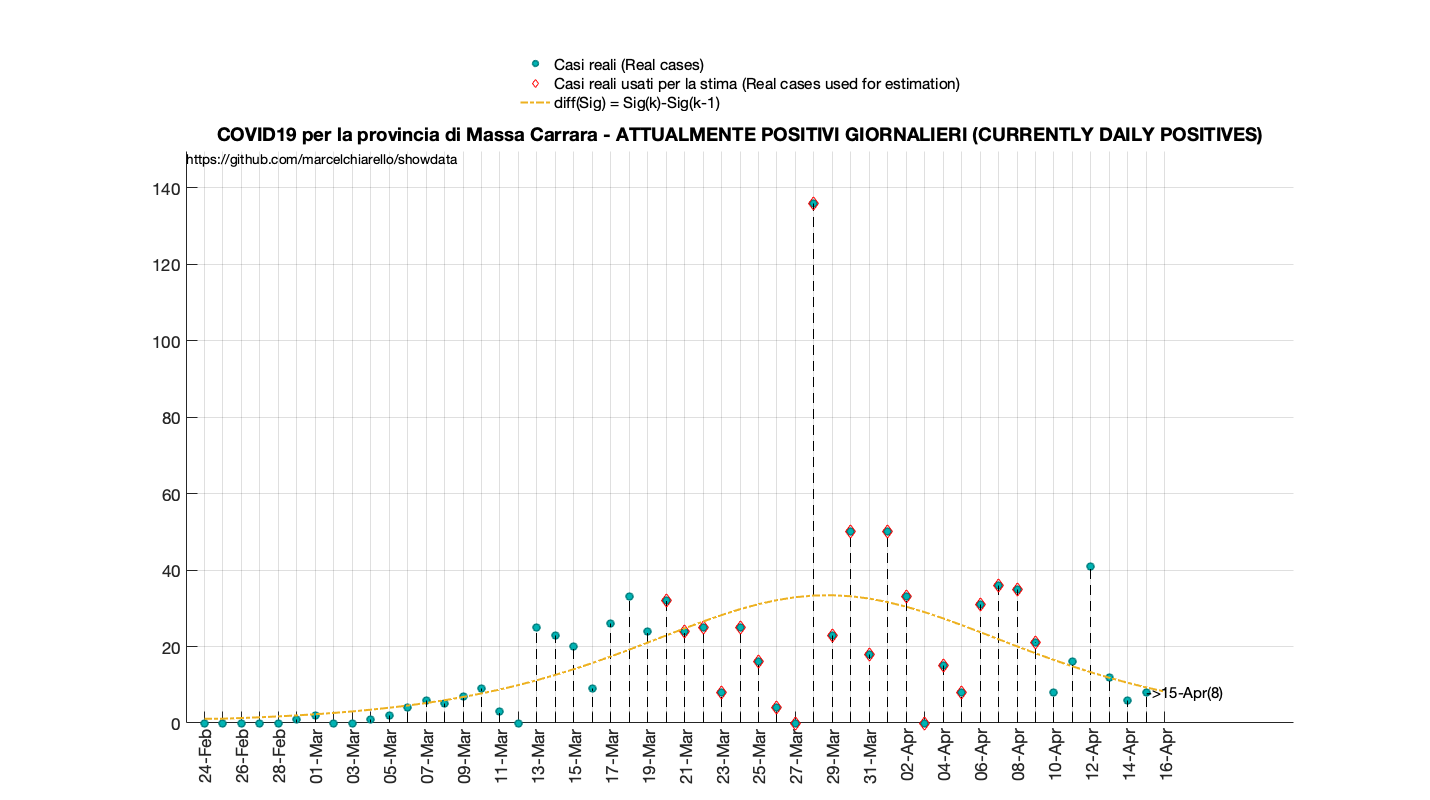 Casi reali (Real cases)
Casi reali usati per la stima (Real cases used for estimation)
diff(Sig) = Sig(k)-Sig(k-1)
COVID19 per la provincia di Massa Carrara - ATTUALMENTE POSITIVI GIORNALIERI (CURRENTLY DAILY POSITIVES)
https://github.com/marcelchiarello/showdata
140
120
100
80
60
40
20
0
>15-Apr(8)
24-Feb
26-Feb
28-Feb
01-Mar
03-Mar
05-Mar
07-Mar
09-Mar
11-Mar
13-Mar
15-Mar
17-Mar
19-Mar
21-Mar
23-Mar
25-Mar
27-Mar
29-Mar
31-Mar
02-Apr
04-Apr
06-Apr
08-Apr
10-Apr
12-Apr
14-Apr
16-Apr